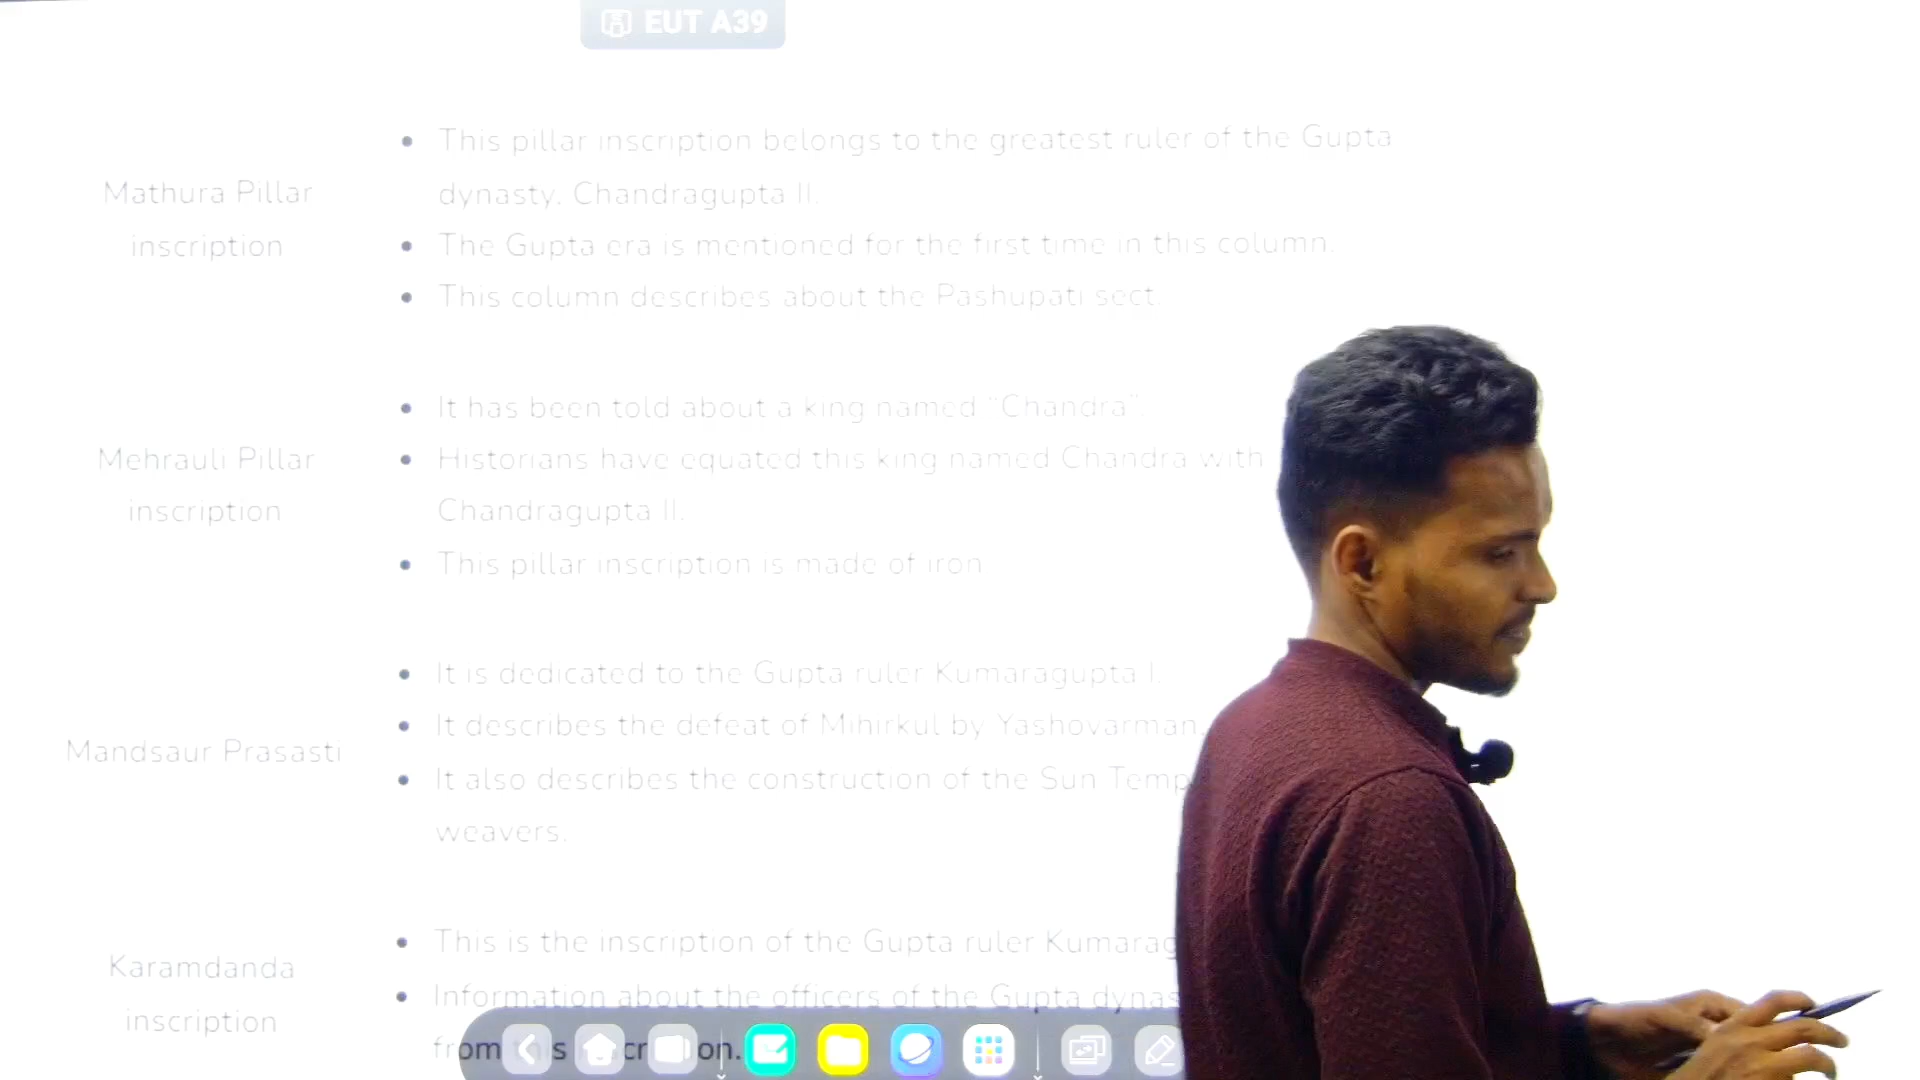 EUT A39
This pillar inscription belongs to the greatest ruler of the Gupta
dynasty, Chandragupta II.
Mathura Pillar
inscription
The Gupta era is mentioned for the first time in this column.
This column describes about the Pashupati sect.
It has been told about a king named "Chandra".
Mehrauli Pillar
inscription
Historians have equated this king named Chandra with
Chandragupta II.
This pillar inscription is made of iron
It is dedicated to the Gupta ruler Kumaragupta I.
It describes the defeat of Mihirkul by Yashovarman.
Mandsaur Prasasti
It also describes the construction of the Sun Temp
weavers.
Karamdanda
inscription
This is the inscription of the Gupta ruler Kumarag
Information about the officers of the Gupta dynas
from